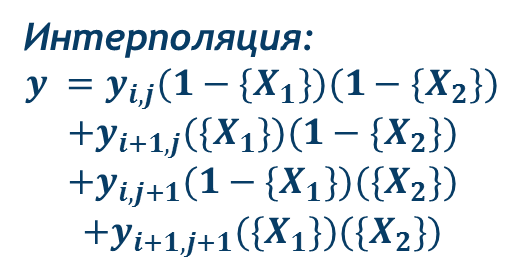 Интерполяция:
y = y_{i,j}(1 − {X_1})(1 − {X_2})
+y_{i+1,j}({X_1})(1 − {X_2})
+y_{i,j+1}(1 − {X_1})({X_2})
+y_{i+1,j+1}({X_1})({X_2})